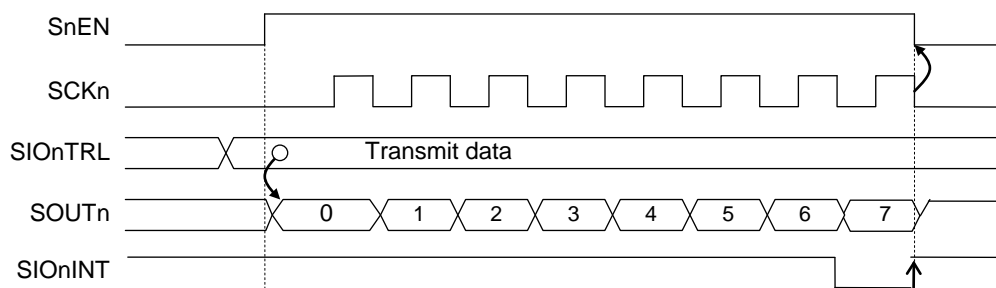 SnEN
SCKn
SIOnTRL Transmit data
SOUTn 0 1 2 3 4 5 6 7
SIOnINT